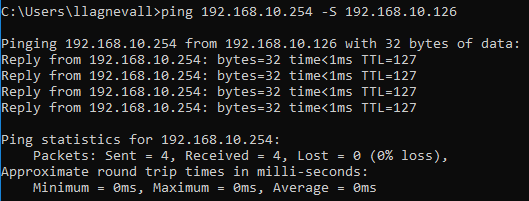 C:\Users\llagnevall>ping 192.168.10.254 -S 192.168.10.126
Pinging 192.168.10.254 from 192.168.10.126 with 32 bytes of data:
Reply from 192.168.10.254: bytes=32 time<1ms TTL=127
Reply from 192.168.10.254: bytes=32 time<1ms TTL=127
Reply from 192.168.10.254: bytes=32 time<1ms TTL=127
Reply from 192.168.10.254: bytes=32 time<1ms TTL=127
Ping statistics for 192.168.10.254:
    Packets: Sent = 4, Received = 4, Lost = 0 (0% loss),
Approximate round trip times in milli-seconds:
    Minimum = 0ms, Maximum = 0ms, Average = 0ms